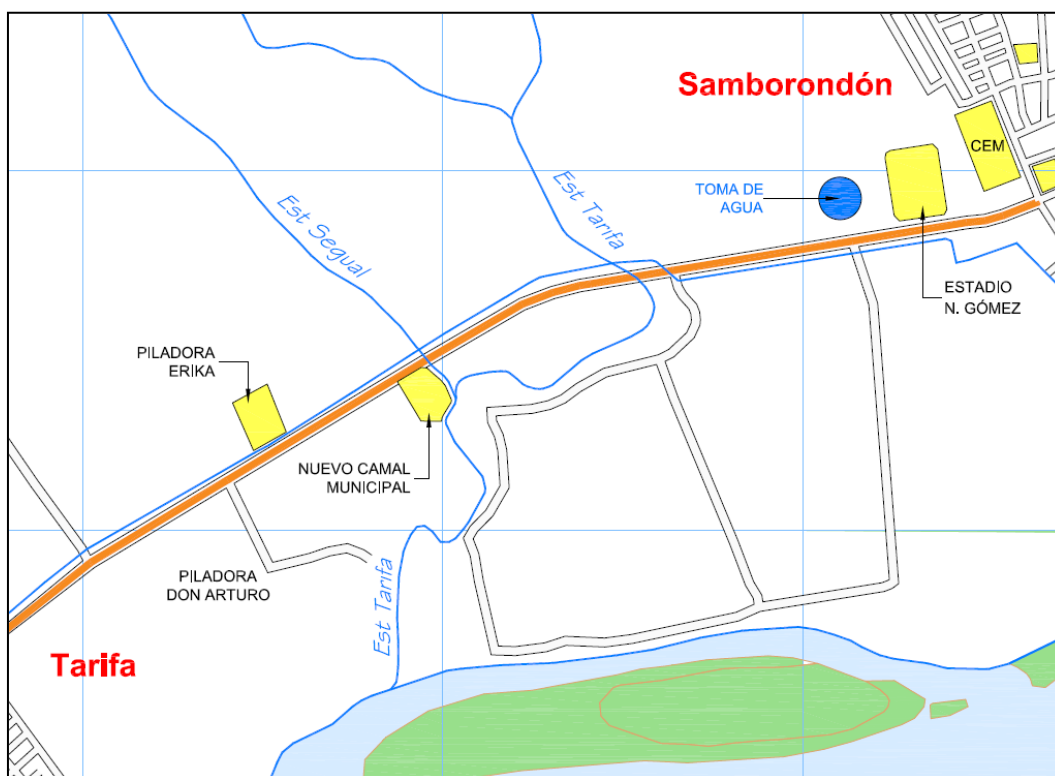 Samborondón
CEM
TOMA DE
AGUA
Est Tarifa
Est Segual
ESTADIO
N. GÓMEZ
PILADORA
ERIKA
NUEVO CAMAL
MUNICIPAL
PILADORA
DON ARTURO
Est Tarifa
Tarifa